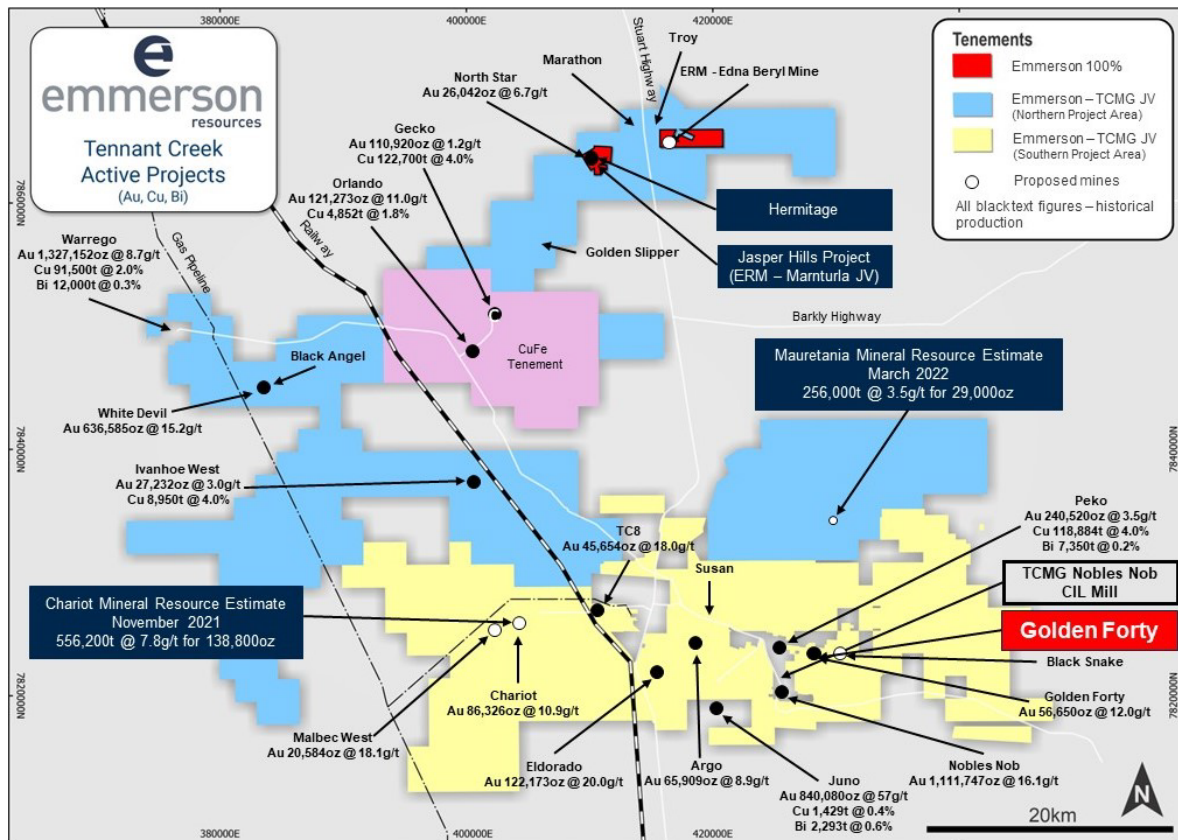 380000E
400000E
420000E
emmerson
resources
Tennant Creek
Active Projects
(Au, Cu, Bi)
Tenements
Emmerson 100%
Emmerson – TCMG JV
(Northern Project Area)
Emmerson – TCMG JV
(Southern Project Area)
Proposed mines
All black text figures – historical
production
Stuart Highway
Troy
Marathon
ERM - Edna Beryl Mine
North Star
Au 26,042oz @ 6.7g/t
Gecko
Au 110,920oz @ 1.2g/t
Cu 122,700t @ 4.0%
Orlando
Au 121,273oz @ 11.0g/t
Cu 4,852t @ 1.8%
7860000N
7860000N
Hermitage
Jasper Hills Project
(ERM – Mamturla JV)
Golden Slipper
Railway
Gas Pipeline
Warrego
Au 1,327,152oz @ 8.7g/t
Cu 91,500t @ 2.0%
Bi 12,000t @ 0.3%
Barkly Highway
CuFe
Tenement
Black Angel
Mauretania Mineral Resource Estimate
March 2022
256,000t @ 3.5g/t for 29,000oz
White Devil
Au 636,585oz @ 15.2g/t
7840000N
7840000N
Ivanhoe West
Au 27,232oz @ 3.0g/t
Cu 8,950t @ 4.0%
Peko
Au 240,520oz @ 3.5g/t
Cu 118,884t @ 4.0%
Bi 7,350t @ 0.2%
TC8
Au 45,654oz @ 18.0g/t
Susan
TCMG Nobles Nob
CIL Mill
Chariot Mineral Resource Estimate
November 2021
556,200t @ 7.8g/t for 138,800oz
Golden Forty
Black Snake
Golden Forty
Au 56,650oz @ 12.0g/t
Chariot
Au 86,326oz @ 10.9g/t
7820000N
7820000N
Malbec West
Au 20,584oz @ 18.1g/t
Eldorado
Au 122,173oz @ 20.0g/t
Argo
Au 65,909oz @ 8.9g/t
Juno
Au 840,080oz @ 57g/t
Cu 1,429t @ 0.4%
Bi 2,293t @ 0.6%
Nobles Nob
Au 1,111,747oz @ 16.1g/t
N
20km
380000E
400000E
420000E